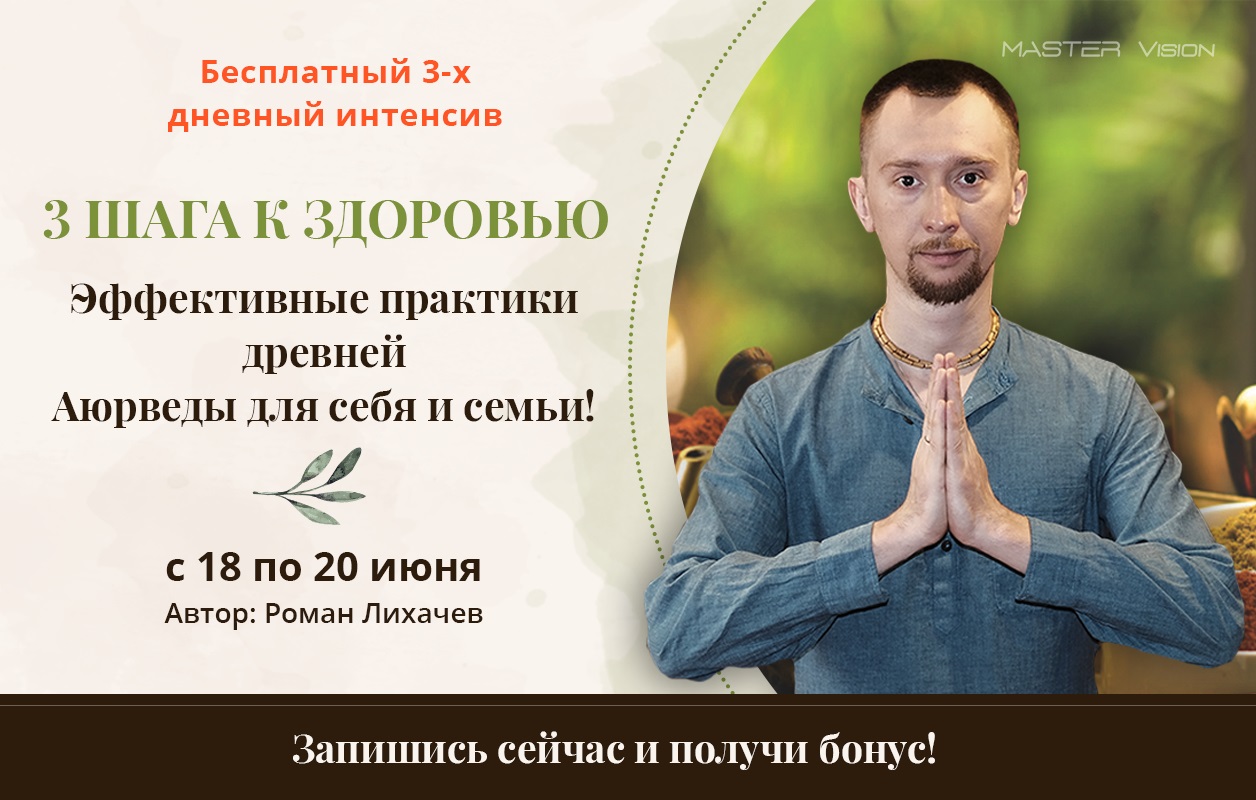 Бесплатный 3-х
дневный интенсив
3 ШАГА К ЗДОРОВЬЮ
Эффективные практики
древней
Аюрведы для себя и семьи!
с 18 по 20 июня
Автор: Роман Лихачев
MASTER VISION
Запишись сейчас и получи бонус!